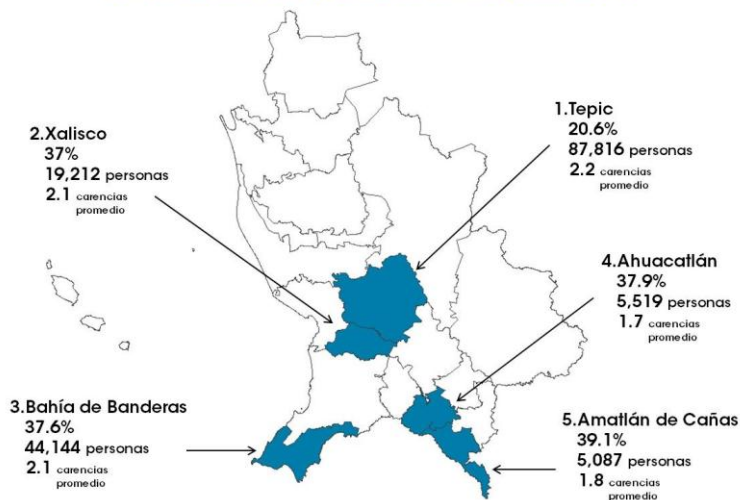 1.Tepic
20.6%
87,816 personas
2.2 carencias
promedio
2.Xalisco
37%
19,212 personas
2.1 carencias
promedio
4.Ahuacatlán
37.9%
5,519 personas
1.7 carencias
promedio
3.Bahía de Banderas
37.6%
44,144 personas
2.1 carencias
promedio
5.Amatlán de Cañas
39.1%
5,087 personas
1.8 carencias
promedio